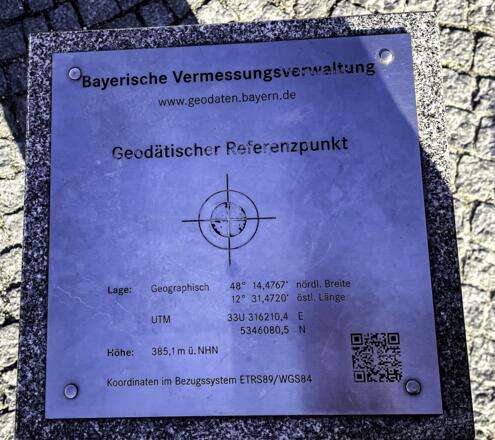 Bayerische Vermessungsverwaltung
www.geodaten.bayern.de
Geodätischer Referenzpunkt
Lage: Geographisch 48° 14,4767' nördl. Breite
12° 31,4720' östl. Länge
UTM 33U 316210,4 E
5346080,5 N
Höhe: 385,1 m ü. NHN
Koordinaten im Bezugssystem ETRS89/WGS84